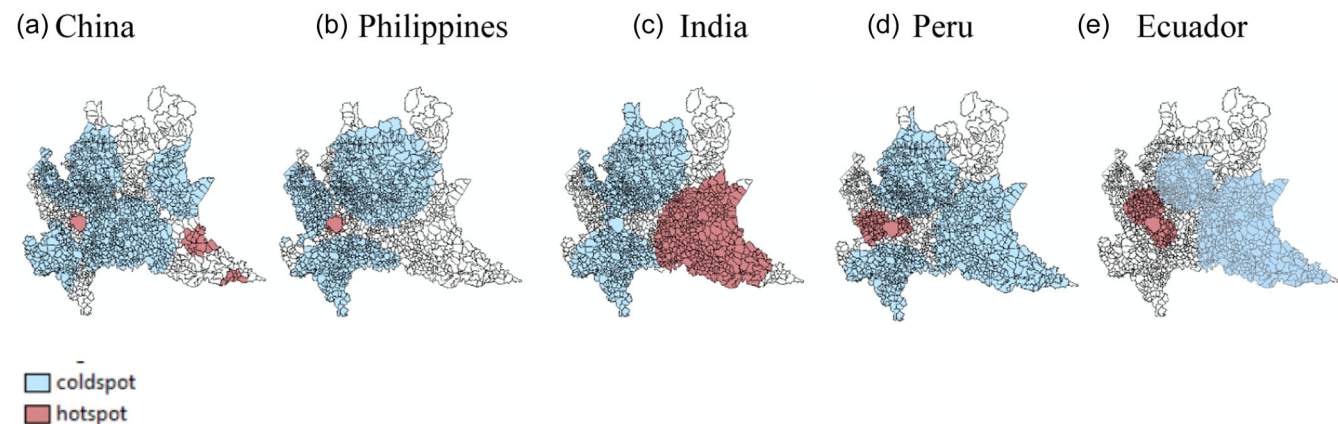 (a) China (b) Philippines (c) India (d) Peru (e) Ecuador
coldspot
hotspot